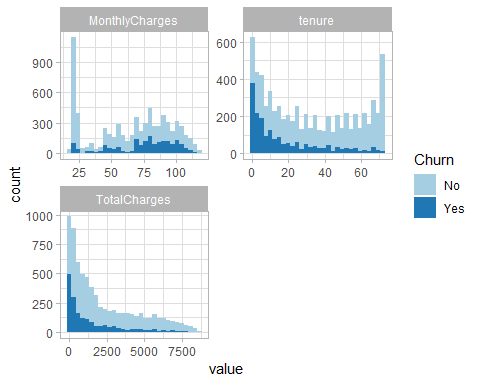 MonthlyCharges
tenure
900
600
300
0
25 50 75 100
600
400
200
0
0 20 40 60
TotalCharges
1000
750
500
250
0
0 2500 5000 7500
count
value
Churn
No
Yes